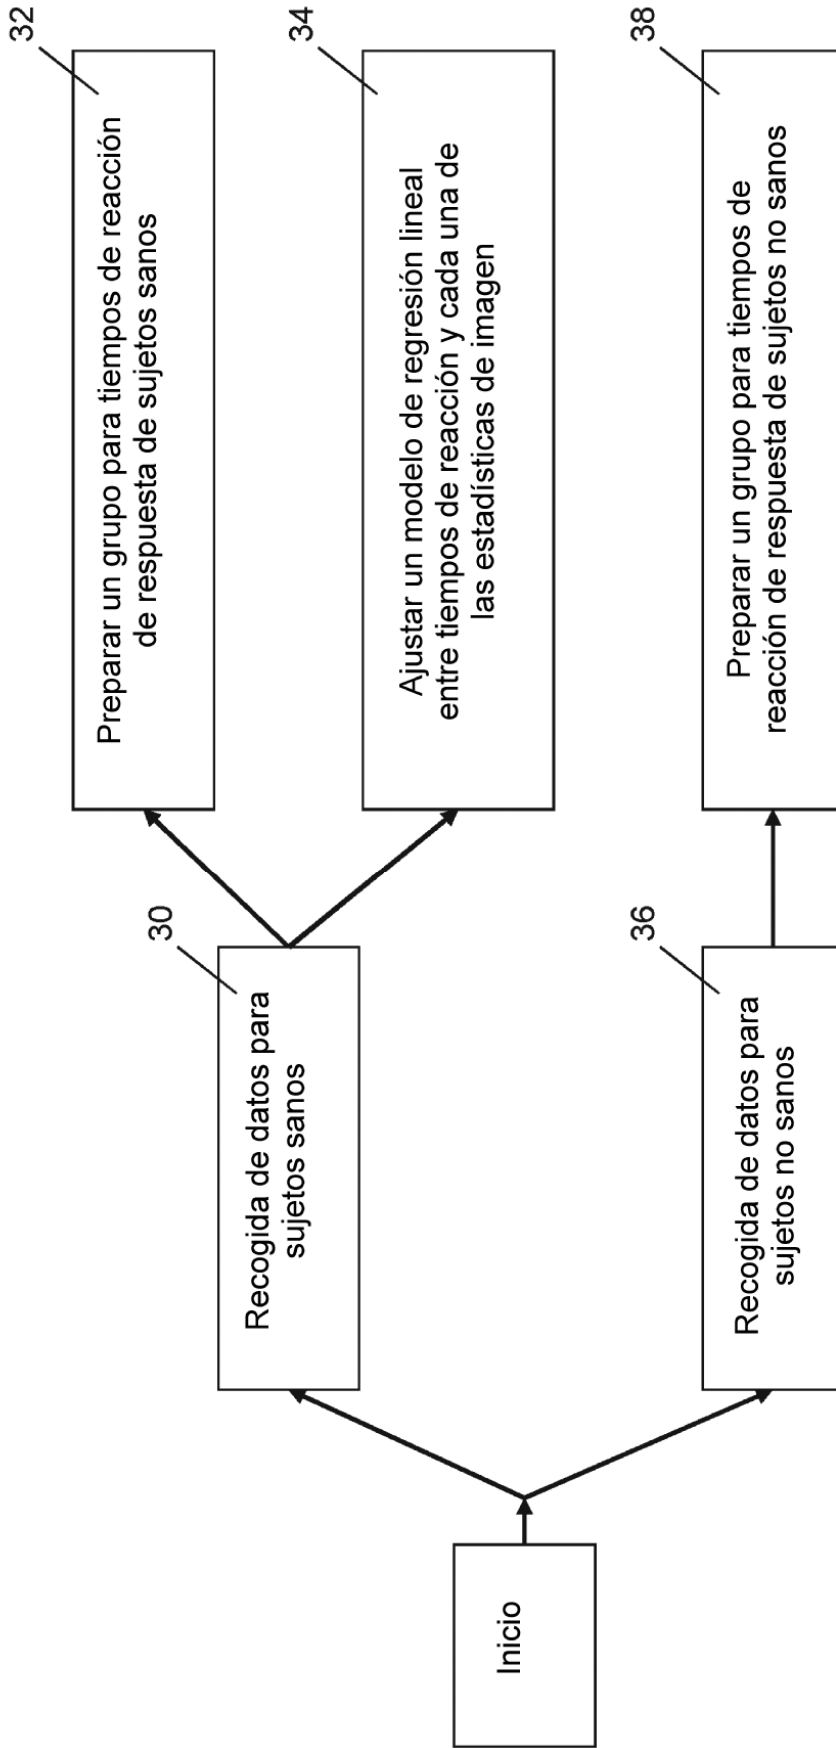 Inicio
30
Recogida de datos para
sujetos sanos
32
Preparar un grupo para tiempos de reacción
de respuesta de sujetos sanos
34
Ajustar un modelo de regresión lineal
entre tiempos de reacción y cada una de
las estadísticas de imagen
36
Recogida de datos para
sujetos no sanos
38
Preparar un grupo para tiempos de
reacción de respuesta de sujetos no sanos